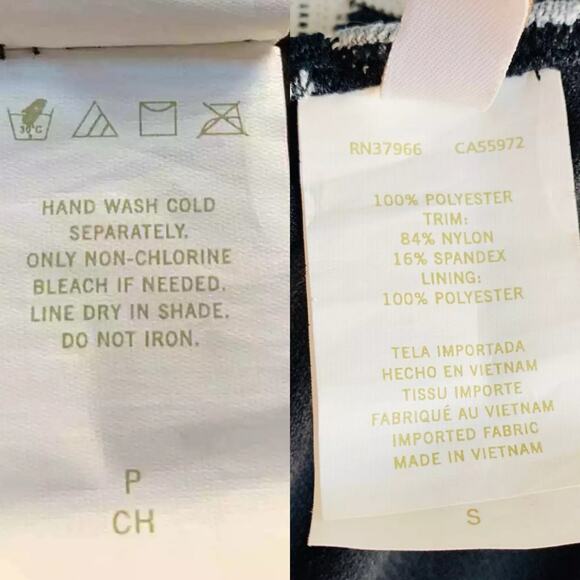 30°C
HAND WASH COLD
SEPARATELY.
ONLY NON-CHLORINE
BLEACH IF NEEDED.
LINE DRY IN SHADE.
DO NOT IRON.
P
CH
RN37966 CA55972
100% POLYESTER
TRIM:
84% NYLON
16% SPANDEX
LINING:
100% POLYESTER
TELA IMPORTADA
HECHO EN VIETNAM
TISSU IMPORTE
FABRIQUÉ AU VIETNAM
IMPORTED FABRIC
MADE IN VIETNAM
S